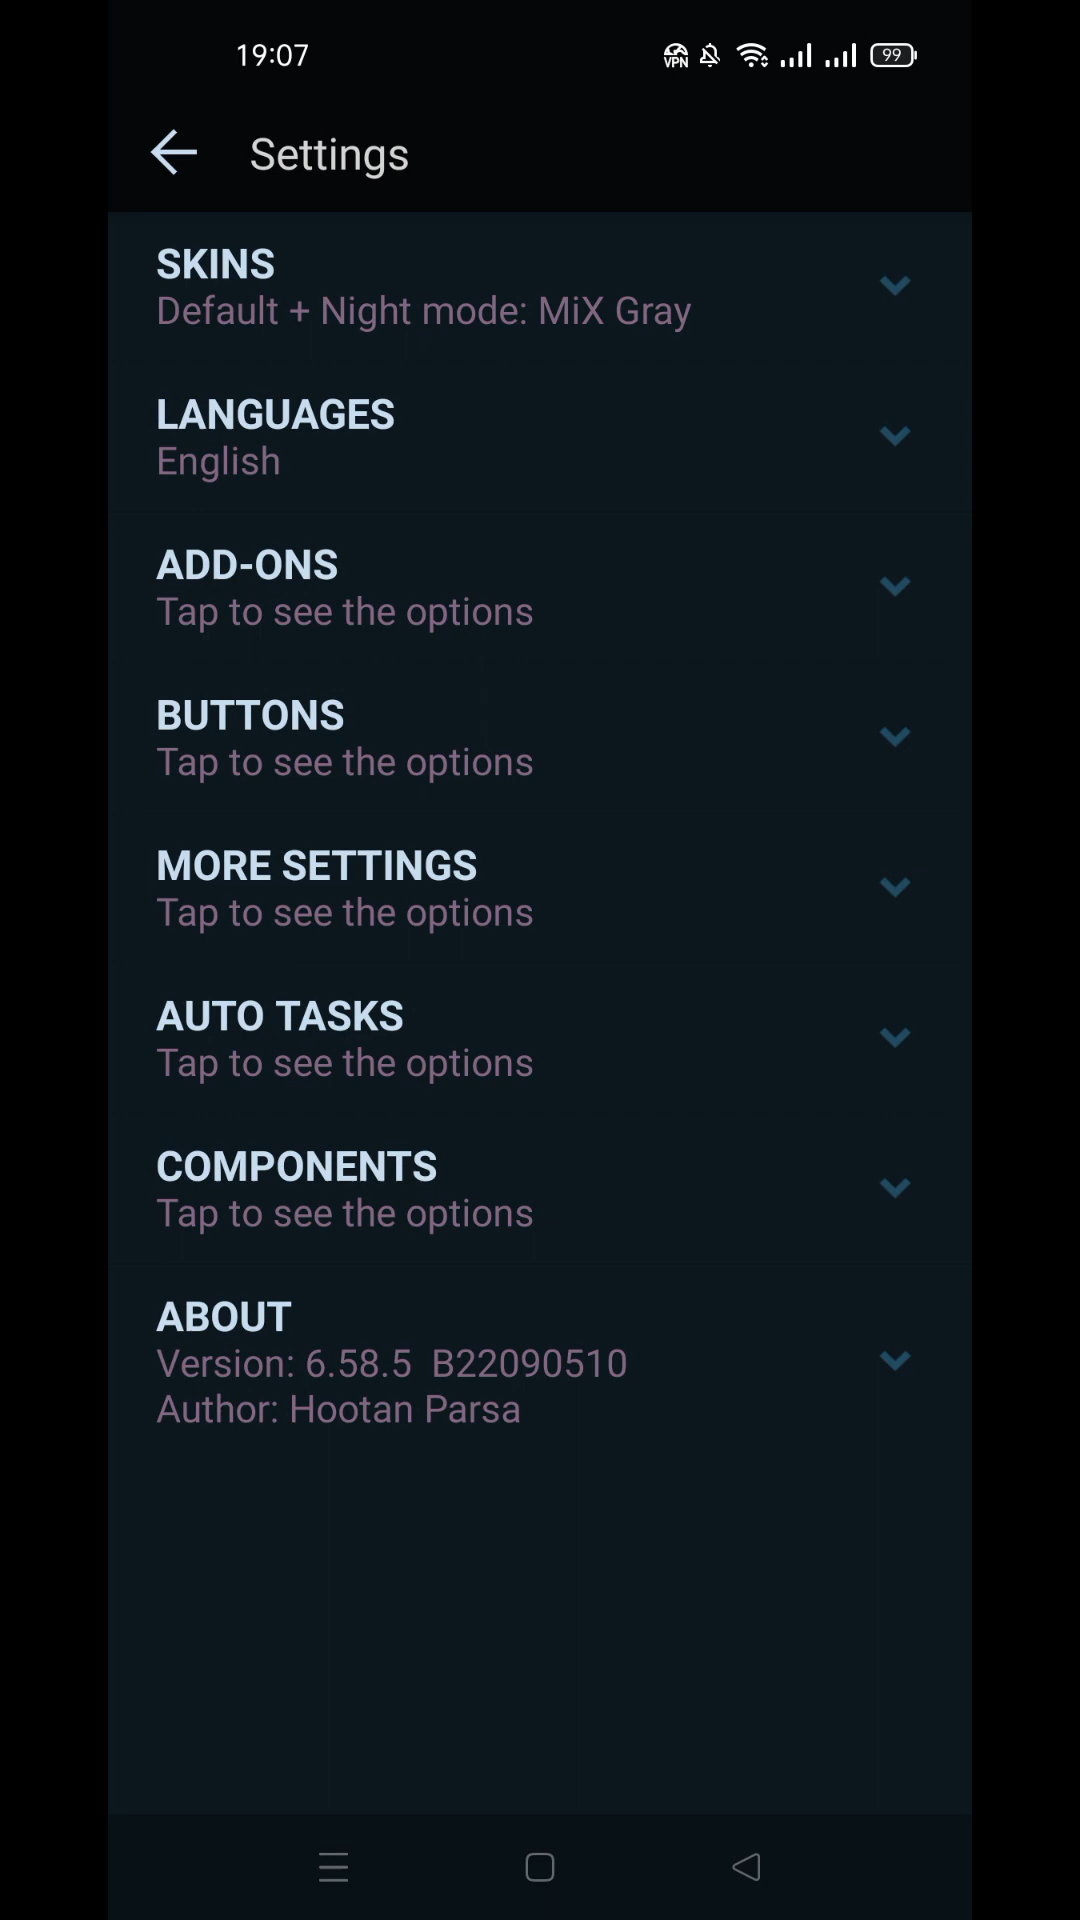 19:07
VPN
99
Settings
SKINS
Default + Night mode: MiX Gray
LANGUAGES
English
ADD-ONS
Tap to see the options
BUTTONS
Tap to see the options
MORE SETTINGS
Tap to see the options
AUTO TASKS
Tap to see the options
COMPONENTS
Tap to see the options
ABOUT
Version: 6.58.5 B22090510
Author: Hootan Parsa